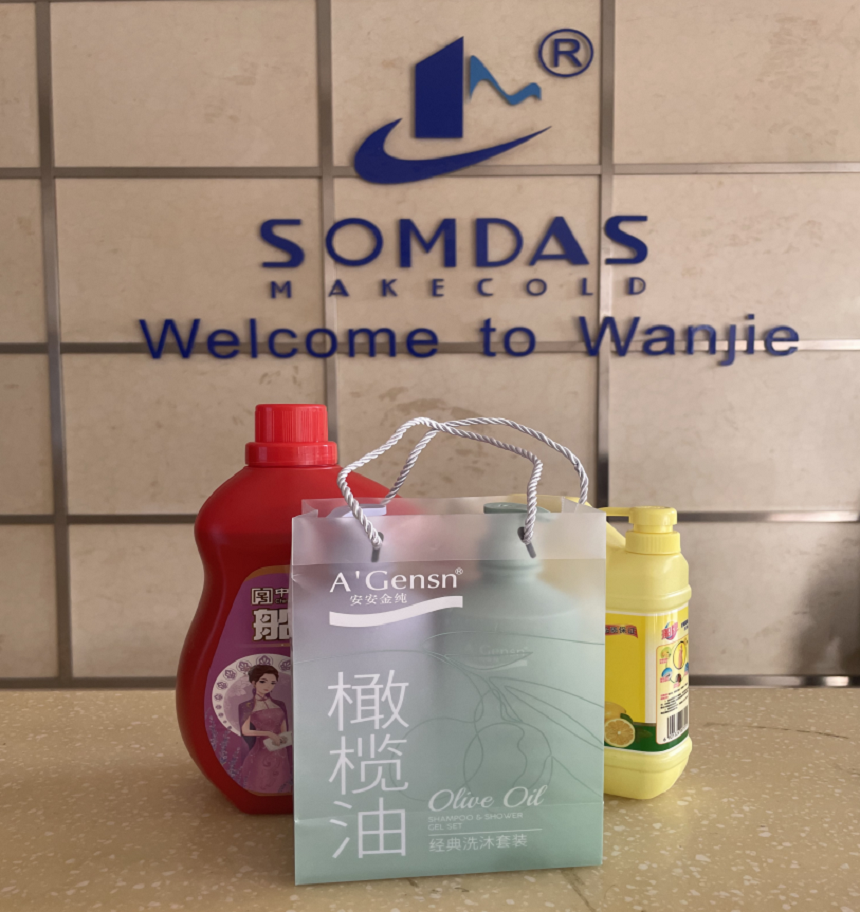 ®
SOMDAS
MAKECOLD
Welcome to Wanjie
A'Gensn®
安安金纯
橄
榄
油
Olive Oil
SHAMPOO & SHOWER
GEL SET
经典洗沐套装
船